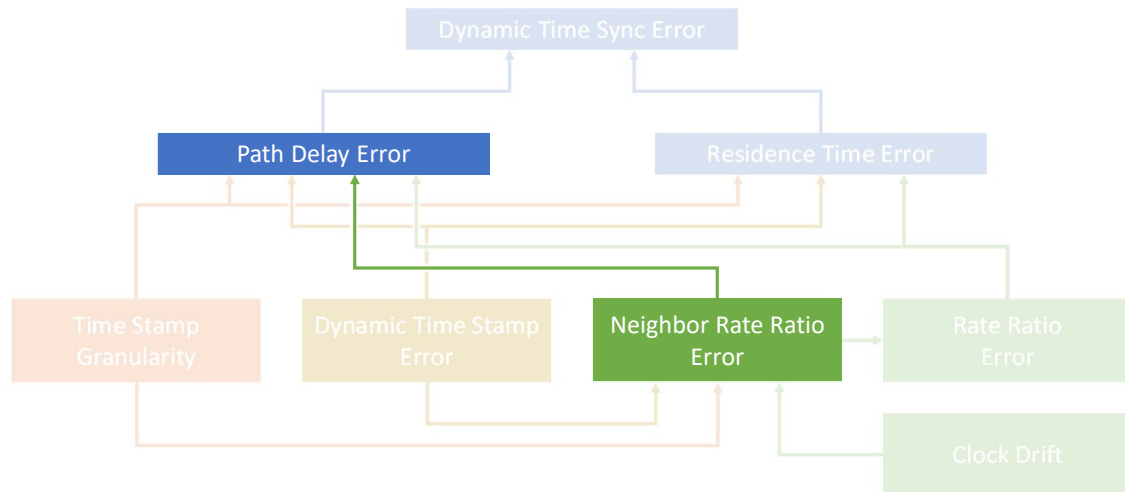 Dynamic Time Sync Error
Path Delay Error
Residence Time Error
Time Stamp
Granularity
Dynamic Time Stamp
Error
Neighbor Rate Ratio
Error
Rate Ratio
Error
Clock Drift